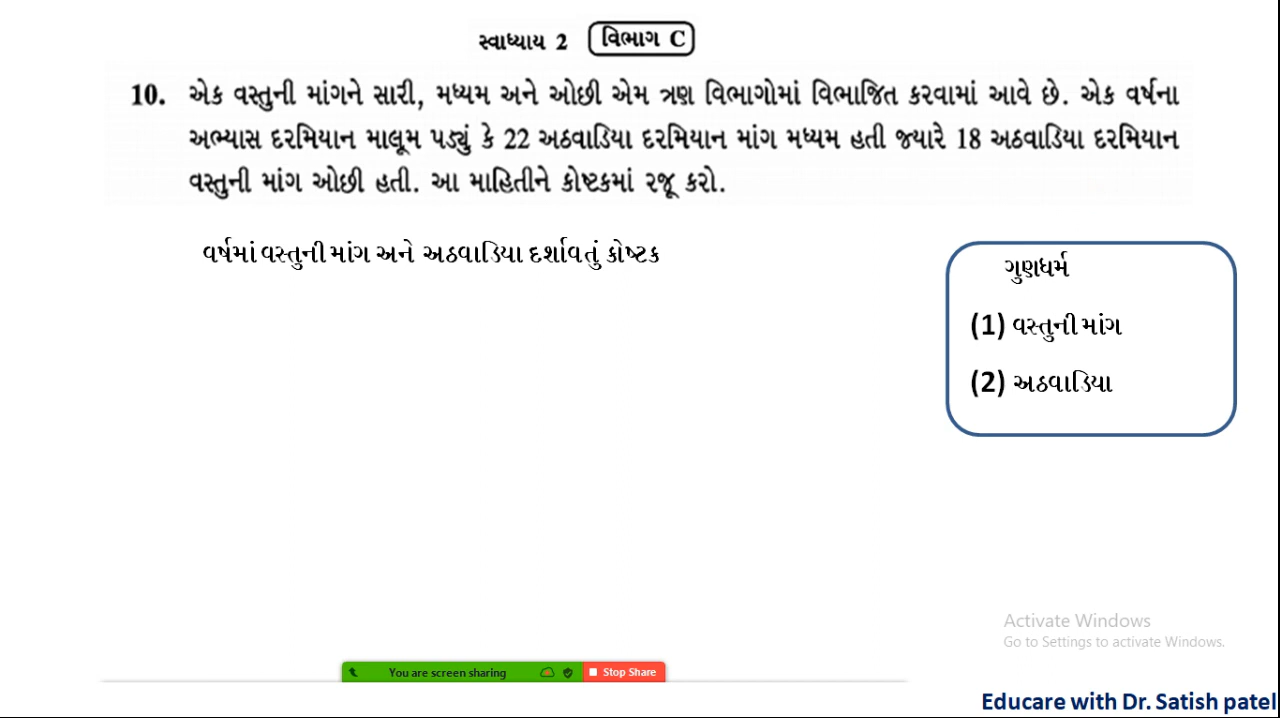 સ્વાધ્યાય 2 વિભાગ C
10. એક વસ્તુની માંગને સારી, મધ્યમ અને ઓછી એમ ત્રણ વિભાગોમાં વિભાજિત કરવામાં આવે છે. એક વર્ષના
અભ્યાસ દરમિયાન માલૂમ પડ્યું કે 22 અઠવાડિયા દરમિયાન માંગ મધ્યમ હતી જ્યારે 18 અઠવાડિયા દરમિયાન
વસ્તુની માંગ ઓછી હતી. આ માહિતીને કોષ્ટકમાં રજૂ કરો.
વર્ષમાં વસ્તુની માંગ અને અઠવાડિયા દર્શાવતું કોષ્ટક
ગુણધર્મ
(1) વસ્તુની માંગ
(2) અઠવાડિયા
Activate Windows
Go to Settings to activate Windows.
You are screen sharing Stop Share
Educare with Dr. Satish patel